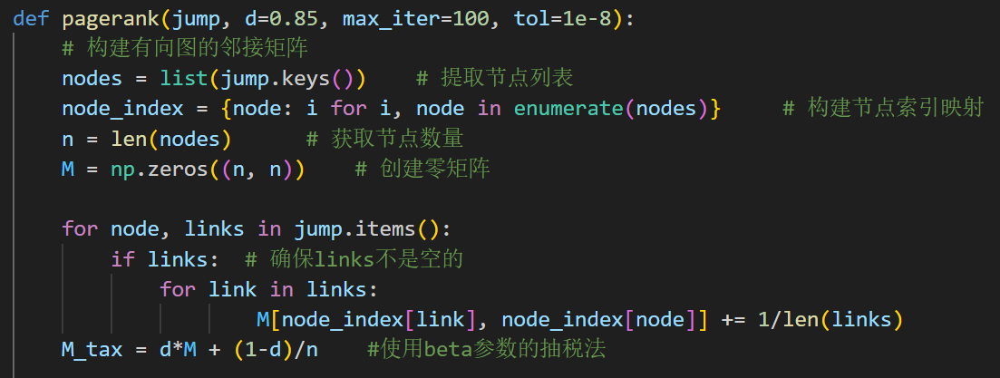 def pagerank(jump, d=0.85, max_iter=100, tol=1e-8):
    # 构建有向图的邻接矩阵
    nodes = list(jump.keys())    # 提取节点列表
    node_index = {node: i for i, node in enumerate(nodes)}     # 构建节点索引映射
    n = len(nodes)      # 获取节点数量
    M = np.zeros((n, n))    # 创建零矩阵

    for node, links in jump.items():
        if links:  # 确保links不是空的
            for link in links:
                    M[node_index[link], node_index[node]] += 1/len(links)
    M_tax = d*M + (1-d)/n    #使用beta参数的抽税法